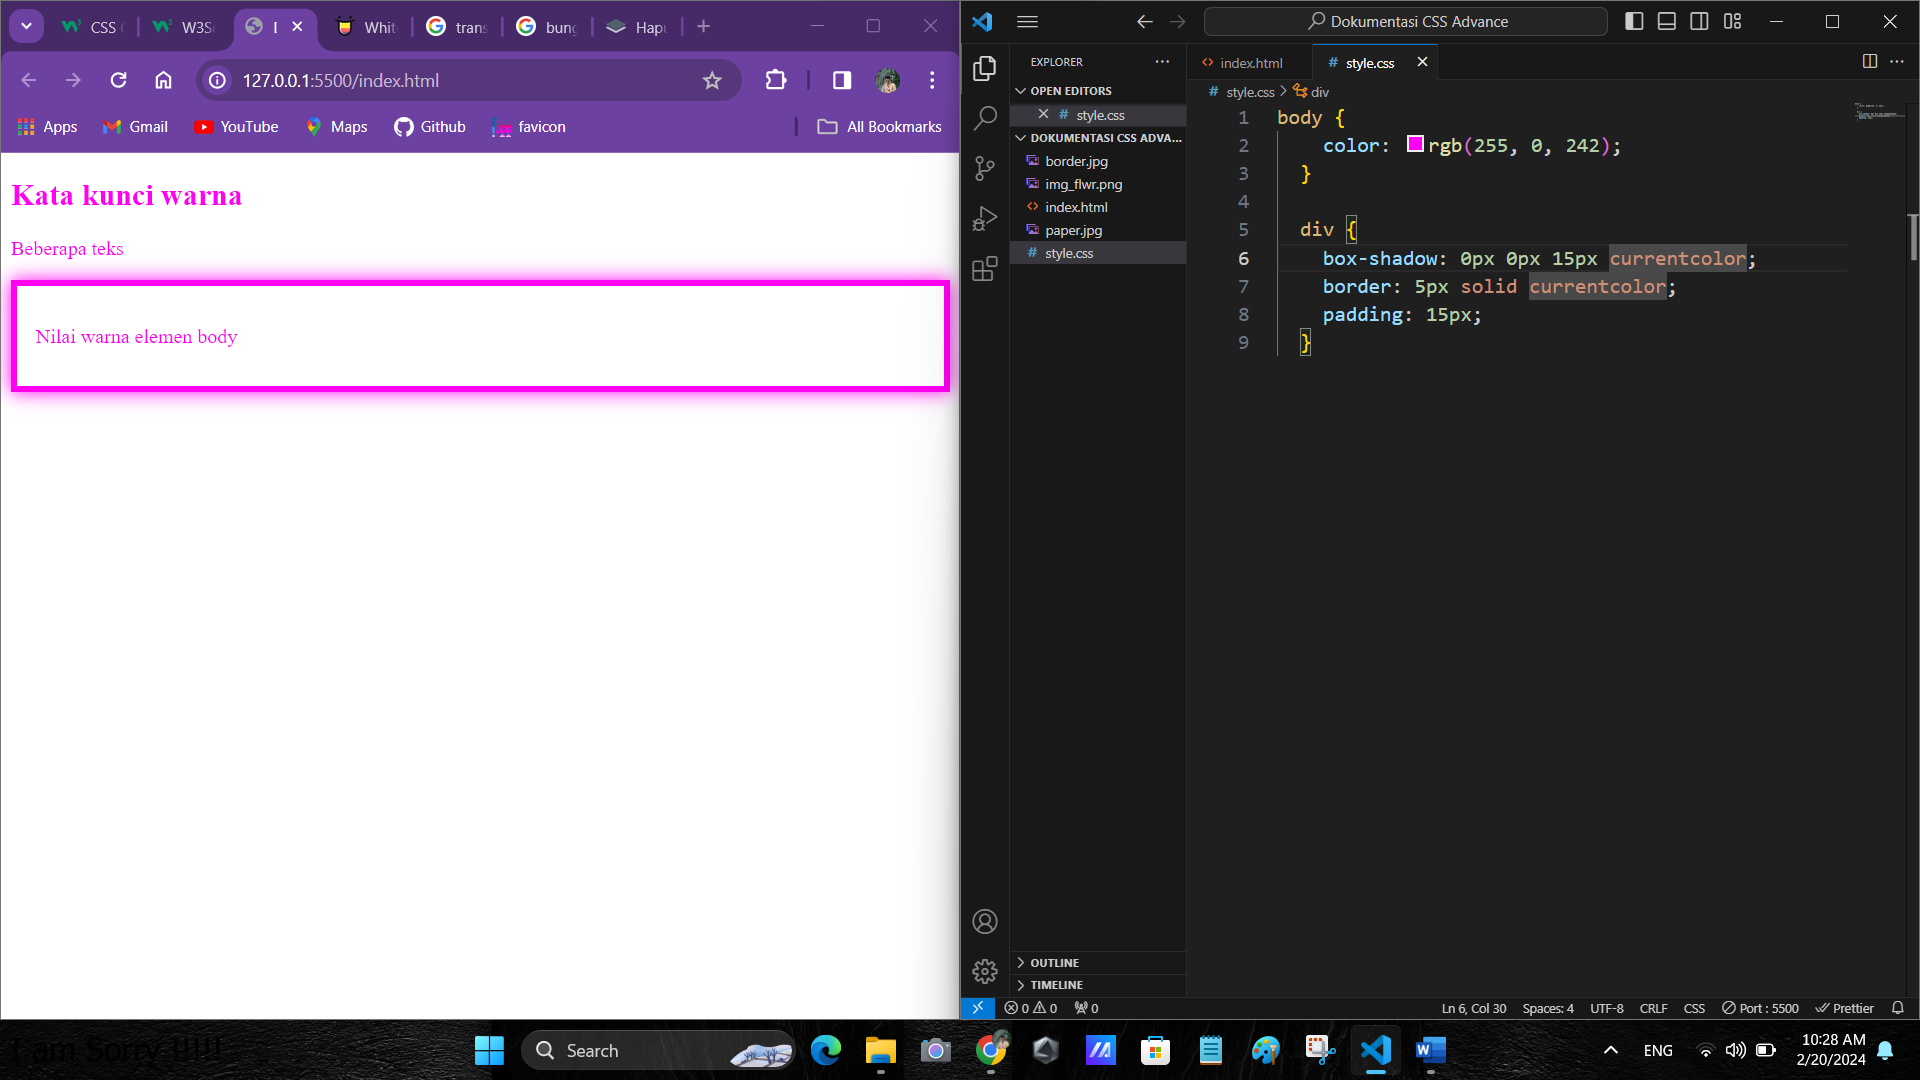 CSS
W3S
I
Whit
trans
bung
Hapu
127.0.0.1:5500/index.html
Apps
Gmail
YouTube
Maps
Github
favicon
All Bookmarks
Kata kunci warna
Beberapa teks
Nilai warna elemen body
Dokumentasi CSS Advance
EXPLORER
OPEN EDITORS
style.css
DOKUMENTASI CSS ADVA...
border.jpg
img_flwr.png
index.html
paper.jpg
style.css
OUTLINE
TIMELINE
index.html
style.css
style.css > div
1 body {
2 color: rgb(255, 0, 242);
3 }
4
5 div {
6 box-shadow: 0px 0px 15px currentcolor;
7 border: 5px solid currentcolor;
8 padding: 15px;
9 }
0 0 0
Ln 6, Col 30 Spaces: 4 UTF-8 CRLF CSS Port : 5500 Prettier
Search
ENG
10:28 AM
2/20/2024